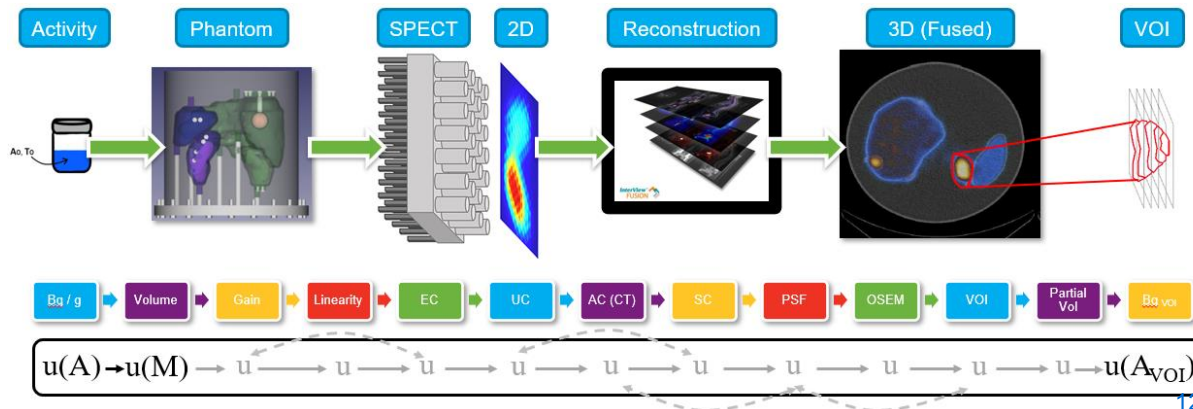 Activity
Phantom
SPECT
2D
Reconstruction
3D (Fused)
VOI
Ao, To
InterView
FUSION
Bq / g
Volume
Gain
Linearity
EC
UC
AC (CT)
SC
PSF
OSEM
VOI
Partial
Vol
Bq VOI
u(A) u(M) u u u u u u u u u u u(A VOI)